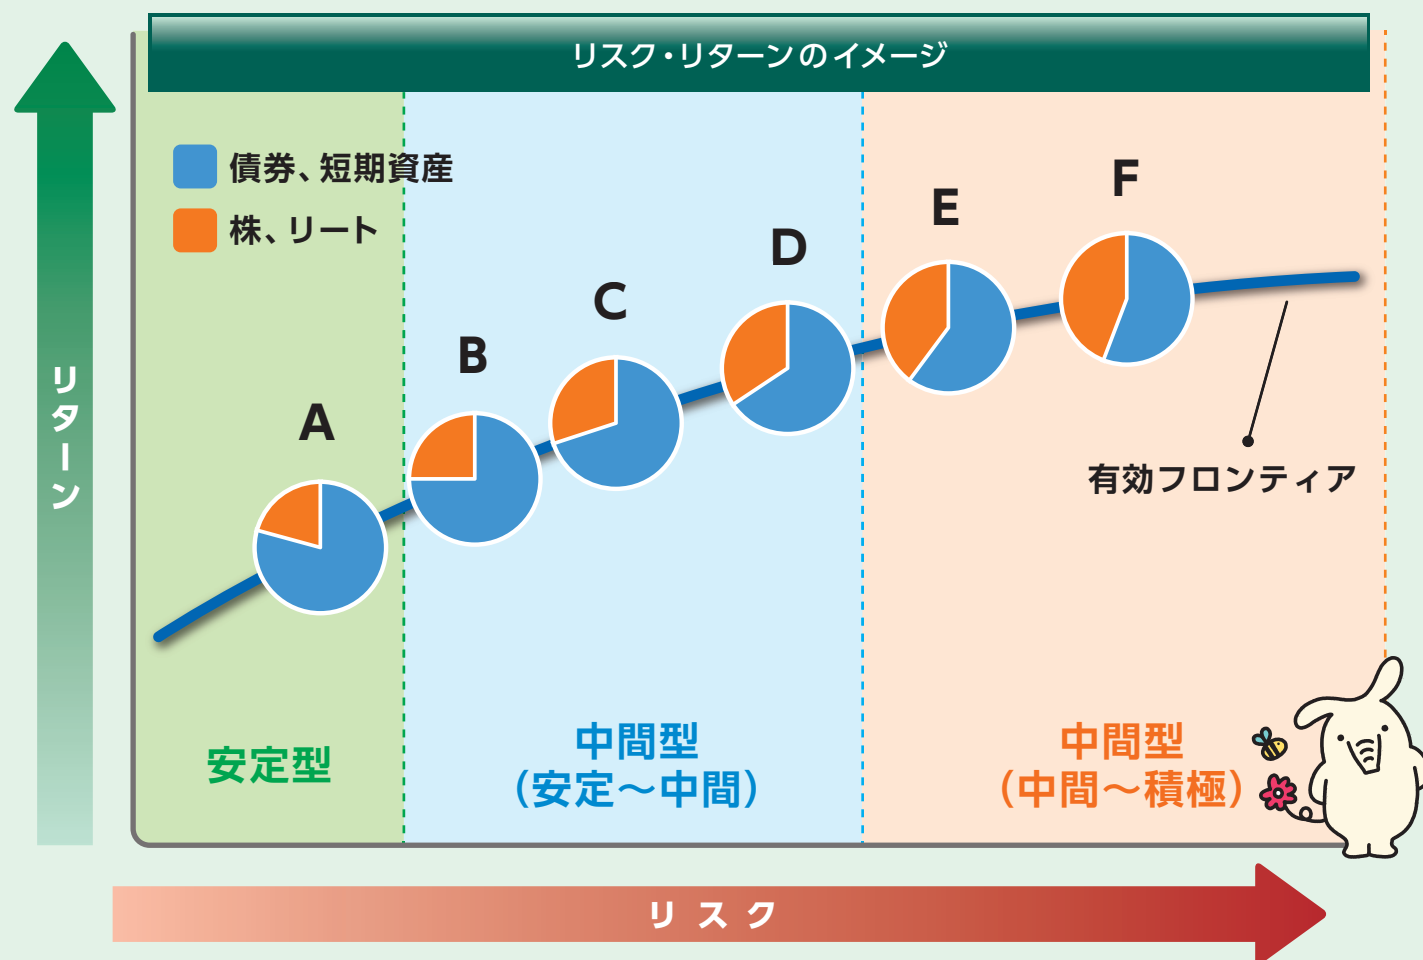 リスク・リターンのイメージ
債券、短期資産
株、リート
A
B
C
D
E
F
有効フロンティア
リターン
安定型
中間型
（安定～中間）
中間型
（中間～積極）
リスク